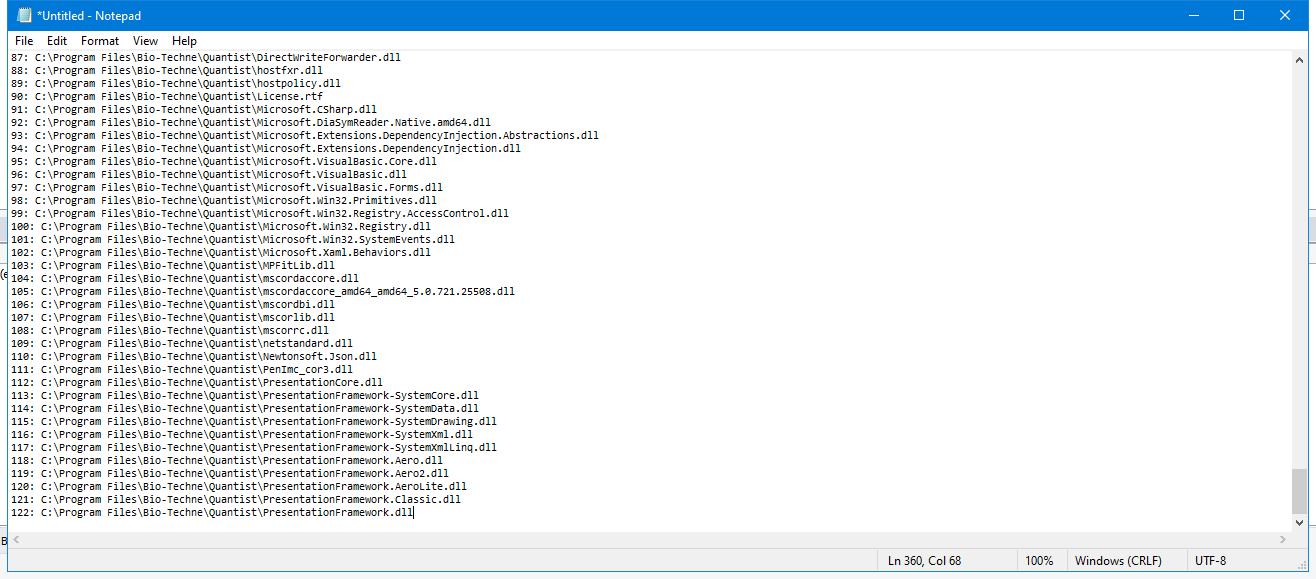 *Untitled - Notepad
File Edit Format View Help
87: C:\Program Files\Bio-Techne\Quantist\DirectWriteForwarder.dll
88: C:\Program Files\Bio-Techne\Quantist\hostfxr.dll
89: C:\Program Files\Bio-Techne\Quantist\hostpolicy.dll
90: C:\Program Files\Bio-Techne\Quantist\License.rtf
91: C:\Program Files\Bio-Techne\Quantist\Microsoft.CSharp.dll
92: C:\Program Files\Bio-Techne\Quantist\Microsoft.DiaSymReader.Native.amd64.dll
93: C:\Program Files\Bio-Techne\Quantist\Microsoft.Extensions.DependencyInjection.Abstractions.dll
94: C:\Program Files\Bio-Techne\Quantist\Microsoft.Extensions.DependencyInjection.dll
95: C:\Program Files\Bio-Techne\Quantist\Microsoft.VisualBasic.Core.dll
96: C:\Program Files\Bio-Techne\Quantist\Microsoft.VisualBasic.dll
97: C:\Program Files\Bio-Techne\Quantist\Microsoft.VisualBasic.Forms.dll
98: C:\Program Files\Bio-Techne\Quantist\Microsoft.Win32.Primitives.dll
99: C:\Program Files\Bio-Techne\Quantist\Microsoft.Win32.Registry.AccessControl.dll
100: C:\Program Files\Bio-Techne\Quantist\Microsoft.Win32.Registry.dll
101: C:\Program Files\Bio-Techne\Quantist\Microsoft.Win32.SystemEvents.dll
102: C:\Program Files\Bio-Techne\Quantist\Microsoft.Xaml.Behaviors.dll
103: C:\Program Files\Bio-Techne\Quantist\MPFitLib.dll
104: C:\Program Files\Bio-Techne\Quantist\mscordaccore.dll
105: C:\Program Files\Bio-Techne\Quantist\mscordaccore_amd64_amd64_5.0.721.25508.dll
106: C:\Program Files\Bio-Techne\Quantist\mscordbi.dll
107: C:\Program Files\Bio-Techne\Quantist\mscorlib.dll
108: C:\Program Files\Bio-Techne\Quantist\mscorrc.dll
109: C:\Program Files\Bio-Techne\Quantist\netstandard.dll
110: C:\Program Files\Bio-Techne\Quantist\Newtonsoft.Json.dll
111: C:\Program Files\Bio-Techne\Quantist\PenImc_cor3.dll
112: C:\Program Files\Bio-Techne\Quantist\PresentationCore.dll
113: C:\Program Files\Bio-Techne\Quantist\PresentationFramework-SystemCore.dll
114: C:\Program Files\Bio-Techne\Quantist\PresentationFramework-SystemData.dll
115: C:\Program Files\Bio-Techne\Quantist\PresentationFramework-SystemDrawing.dll
116: C:\Program Files\Bio-Techne\Quantist\PresentationFramework-SystemXml.dll
117: C:\Program Files\Bio-Techne\Quantist\PresentationFramework-SystemXmlLinq.dll
118: C:\Program Files\Bio-Techne\Quantist\PresentationFramework.Aero.dll
119: C:\Program Files\Bio-Techne\Quantist\PresentationFramework.Aero2.dll
120: C:\Program Files\Bio-Techne\Quantist\PresentationFramework.AeroLite.dll
121: C:\Program Files\Bio-Techne\Quantist\PresentationFramework.Classic.dll
122: C:\Program Files\Bio-Techne\Quantist\PresentationFramework.dll
Ln 360, Col 68 100% Windows (CRLF) UTF-8